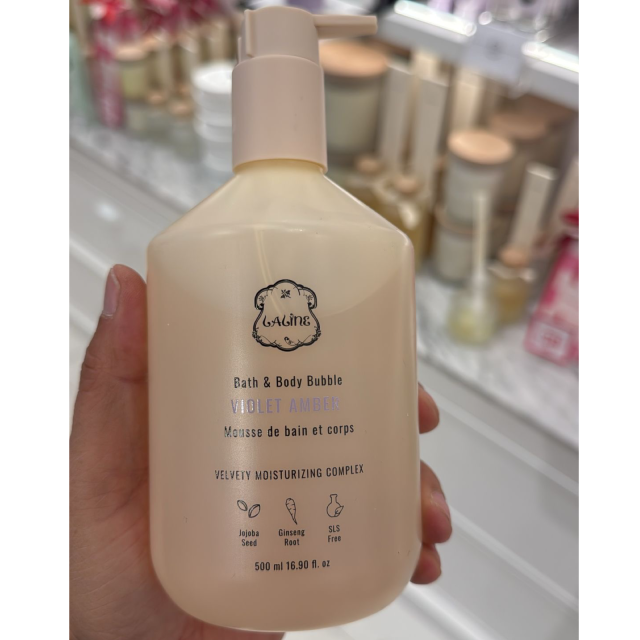 LALINE
Bath & Body Bubble
VIOLET AMBER
Mousse de bain et corps
VELVETY MOISTURIZING COMPLEX
Jojoba Seed
Ginseng Root
SLS Free
500 ml 16.90 fl. oz